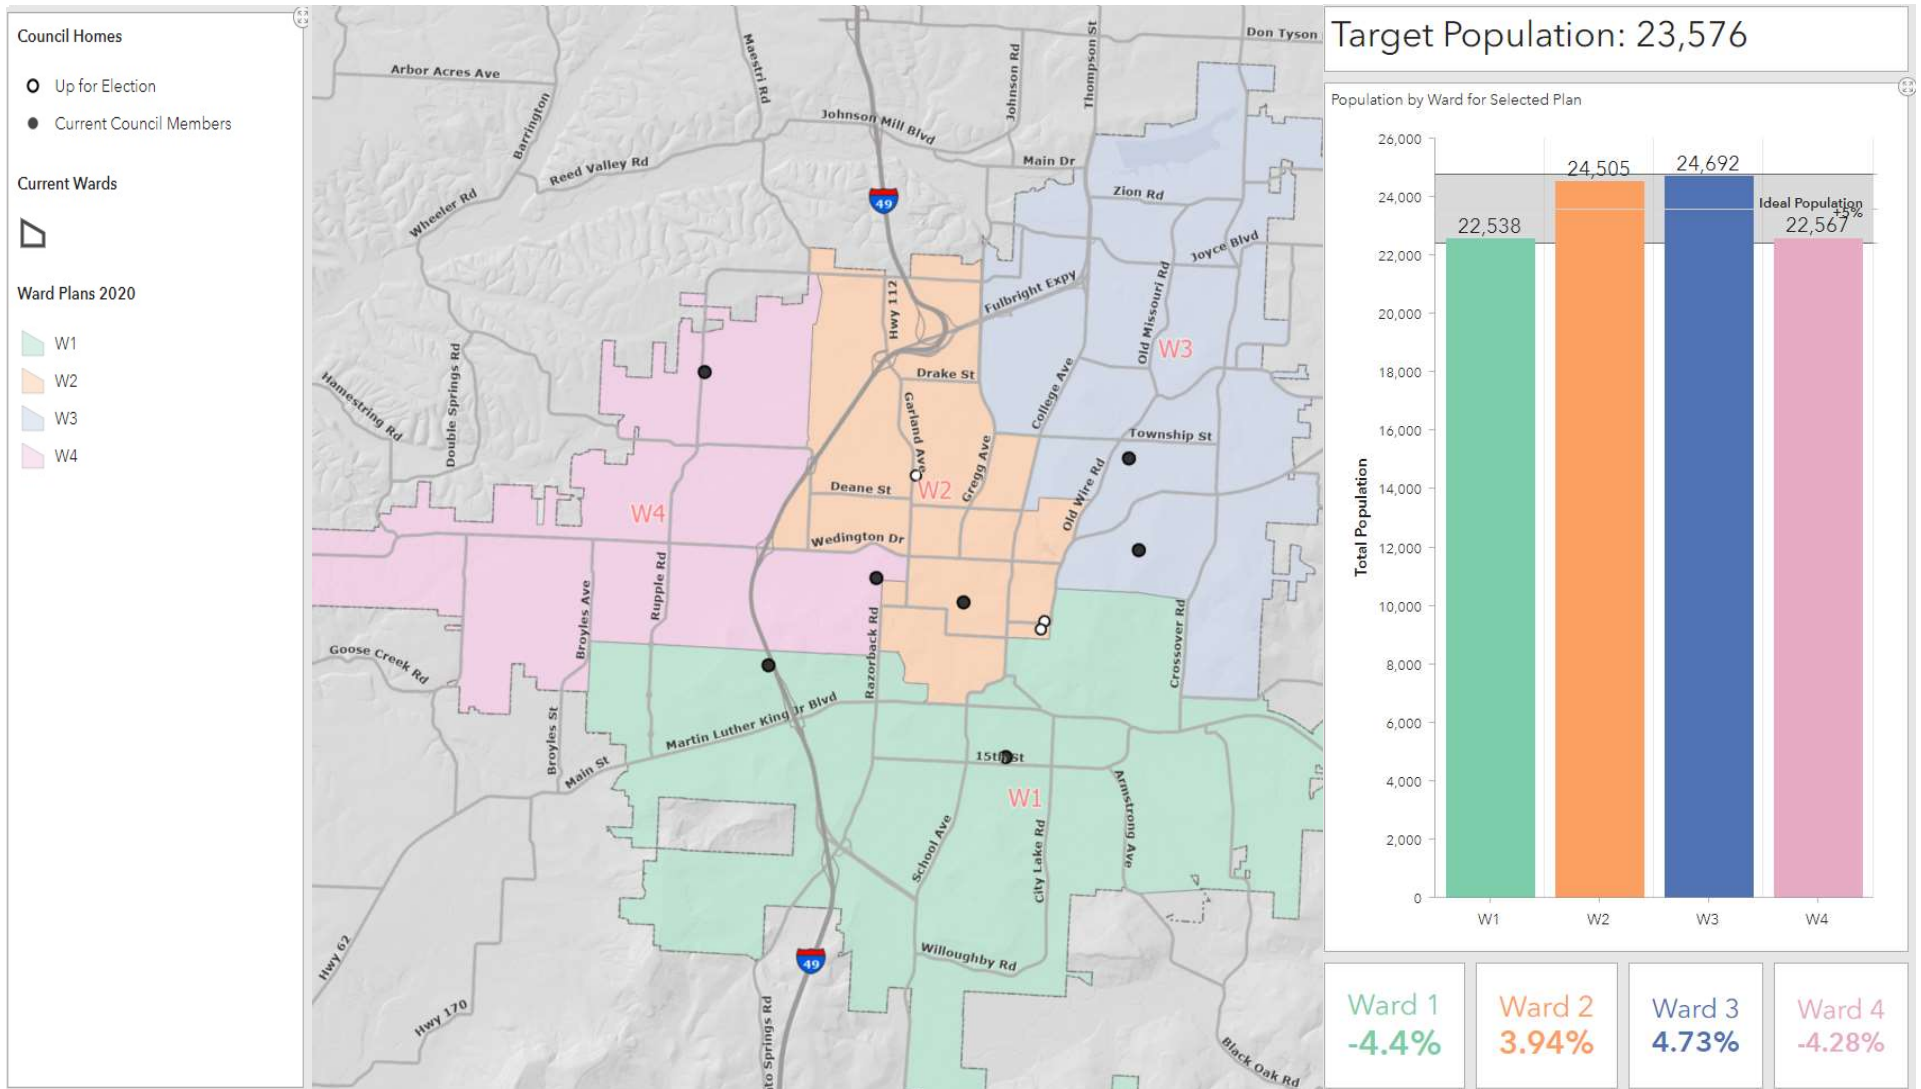 Council Homes
Up for Election
Current Council Members
Current Wards
Ward Plans 2020
W1
W2
W3
W4
Don Tyson
Thompson St
Johnson Rd
Maestri Rd
Arbor Acres Ave
Barrington
Johnson Mill Blvd
Main Dr
Reed Valley Rd
Zion Rd
49
Wheeler Rd
Joyce Blvd
Fulbright Expy
Hwy 112
Old Missouri Rd
W3
Drake St
College Ave
Double Springs Rd
Hamestring Rd
Garland Ave
Gregg Ave
Township St
Old Wire Rd
Deane St
W2
W4
Wedington Dr
Rupple Rd
Broyles Ave
Razorback Rd
Crossover Rd
Goose Creek Rd
Martin Luther King Jr Blvd
Broyles St
Main St
15th St
W1
Armstrong Ave
School Ave
City Lake Rd
Willoughby Rd
49
Hwy 62
Hwy 170
to Springs Rd
Black Oak Rd
Target Population: 23,576
Population by Ward for Selected Plan
Total Population
26,000
24,000
22,000
20,000
18,000
16,000
14,000
12,000
10,000
8,000
6,000
4,000
2,000
0
22,538
24,505
24,692
22,567
Ideal Population
+5%
W1
W2
W3
W4
Ward 1
-4.4%
Ward 2
3.94%
Ward 3
4.73%
Ward 4
-4.28%